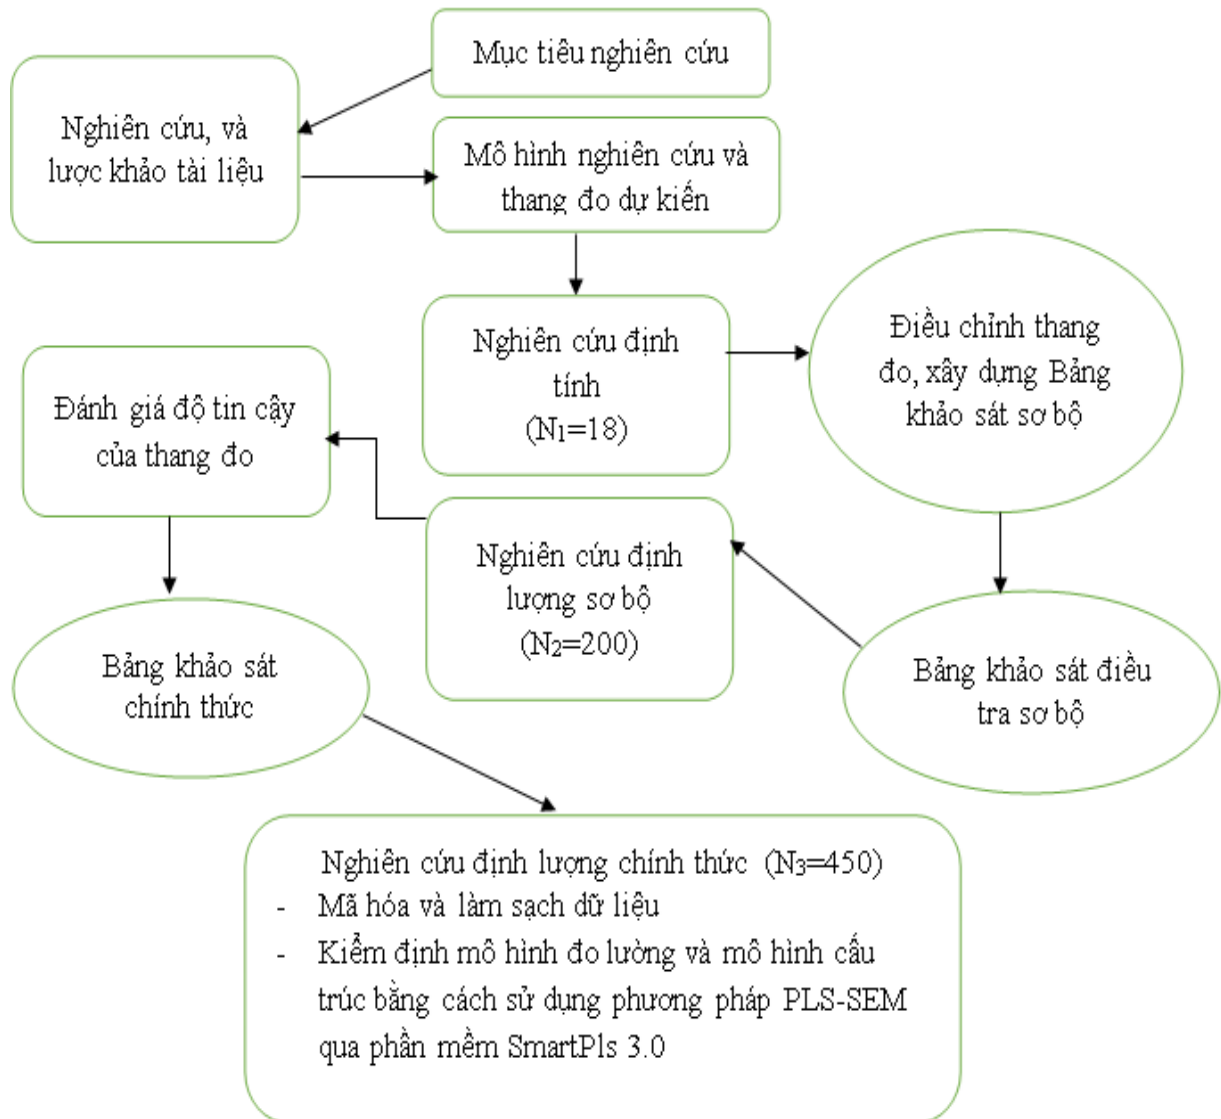 Mục tiêu nghiên cứu
Nghiên cứu, và
lược khảo tài liệu
Mô hình nghiên cứu và
thang đo dự kiến
Nghiên cứu định
tính
(N₁=18)
Điều chỉnh thang
đo, xây dựng Bảng
khảo sát sơ bộ
Đánh giá độ tin cậy
của thang đo
Nghiên cứu định
lượng sơ bộ
(N₂=200)
Bảng khảo sát điều
tra sơ bộ
Bảng khảo sát
chính thức
Nghiên cứu định lượng chính thức (N₃=450)
- Mã hóa và làm sạch dữ liệu
- Kiểm định mô hình đo lường và mô hình cấu
trúc bằng cách sử dụng phương pháp PLS-SEM
qua phần mềm SmartPls 3.0